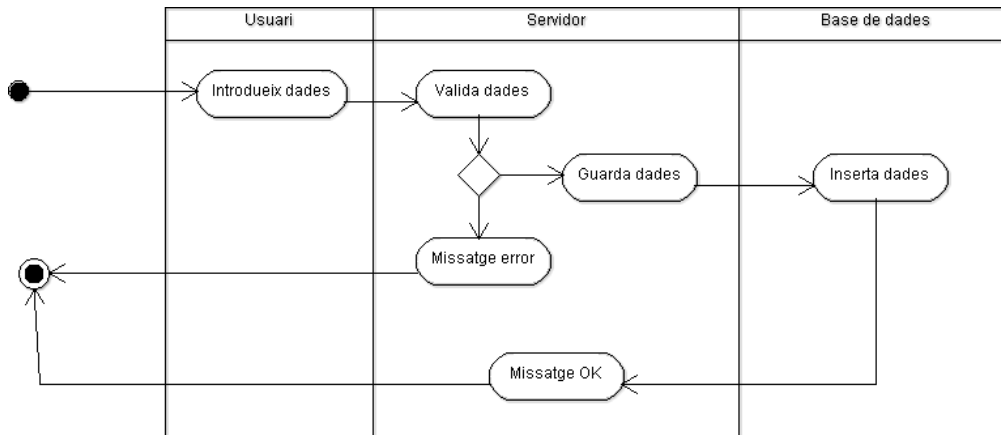 Usuari
Servidor
Base de dades
Introdueix dades
Valida dades
Guarda dades
Inserta dades
Missatge error
Missatge OK